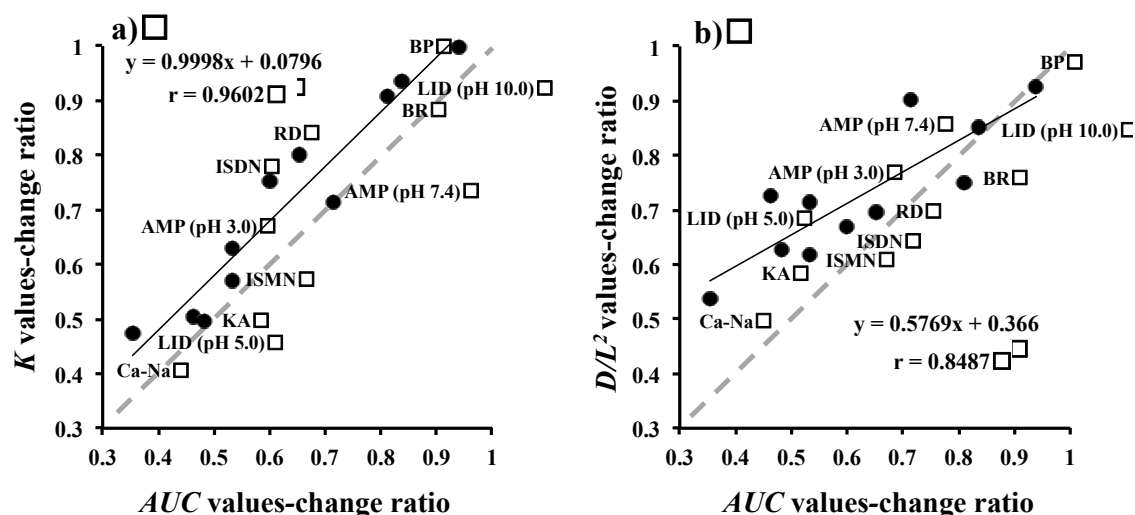 a)
y = 0.9998x + 0.0796
r = 0.9602
BP
LID (pH 10.0)
BR
RD
ISDN
AMP (pH 7.4)
AMP (pH 3.0)
ISMN
KA
LID (pH 5.0)
Ca-Na
1
0.9
0.8
0.7
0.6
0.5
0.4
0.3
0.3 0.4 0.5 0.6 0.7 0.8 0.9 1
K values-change ratio
AUC values-change ratio
b)
BP
AMP (pH 7.4)
LID (pH 10.0)
AMP (pH 3.0)
BR
LID (pH 5.0)
RD
ISDN
ISMN
KA
Ca-Na
y = 0.5769x + 0.366
r = 0.8487
1
0.9
0.8
0.7
0.6
0.5
0.4
0.3
0.3 0.4 0.5 0.6 0.7 0.8 0.9 1
D/L² values-change ratio
AUC values-change ratio